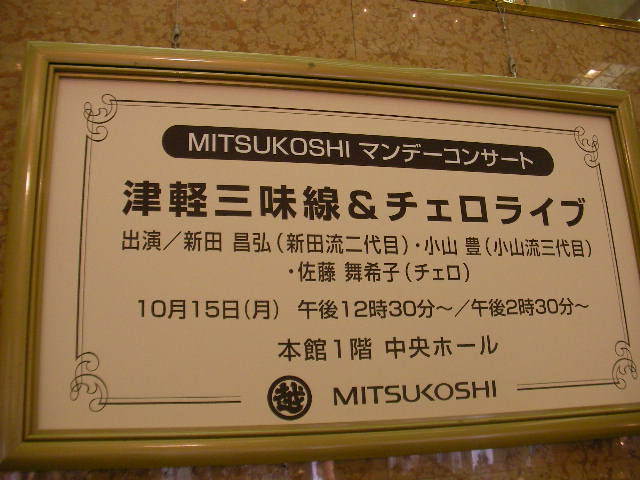 MITSUKOSHI マンデーコンサート
津軽三味線＆チェロライブ
出演／新田 昌弘（新田流二代目）・小山 豊（小山流三代目）
・佐藤 舞希子（チェロ）
10月15日（月） 午後12時30分～／午後2時30分～
本館1階 中央ホール
越 MITSUKOSHI